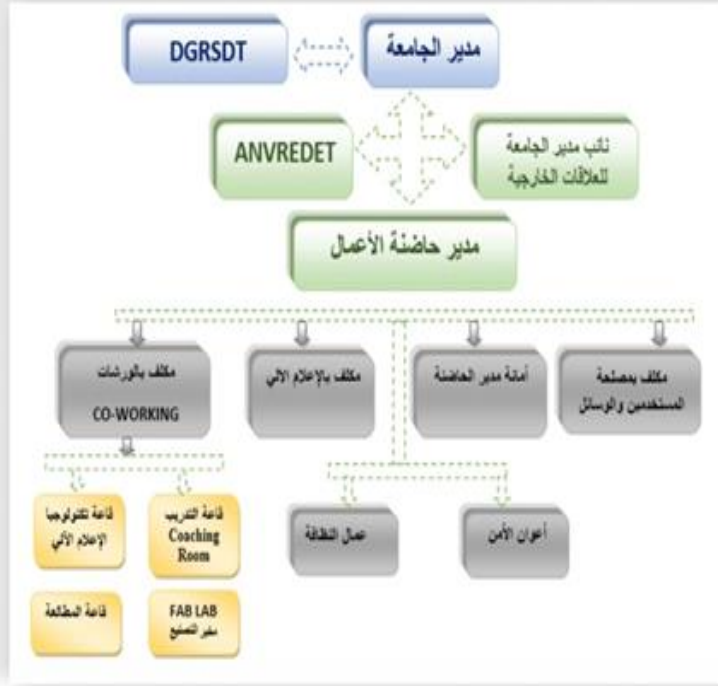 مدير الجامعة
DGRSDT
نائب مدير الجامعة
للعلاقات الخارجية
ANVREDET
مدير حاضنة الأعمال
مكلف بمصلحة
المستخدمين والوسائل
أمانة مدير الحاضنة
مكلف بالإعلام الآلي
مكلف بالورشات
CO-WORKING
أعوان الأمن
عمال النظافة
قاعة التدريب
Coaching
Room
قاعة تكنولوجيا
الإعلام الآلي
FAB LAB
مخبر التصنيع
قاعة المطالعة